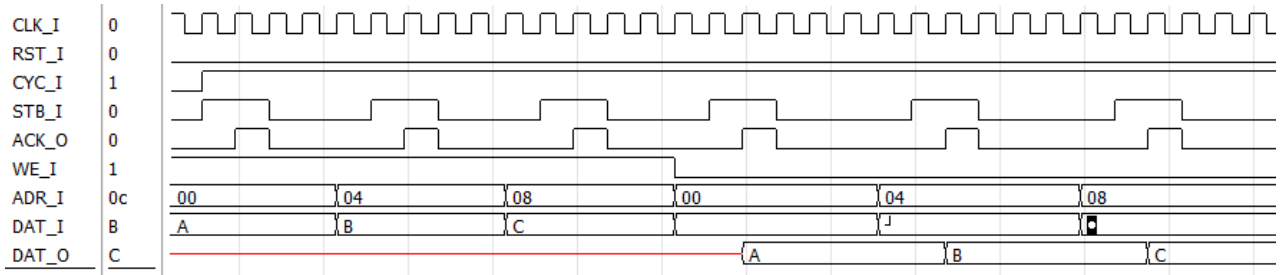 CLK_I 0
RST_I 0
CYC_I 1
STB_I 0
ACK_O 0
WE_I 1
ADR_I 0c 00 04 08 00 04 08
DAT_I B A B C
DAT_O C A B C